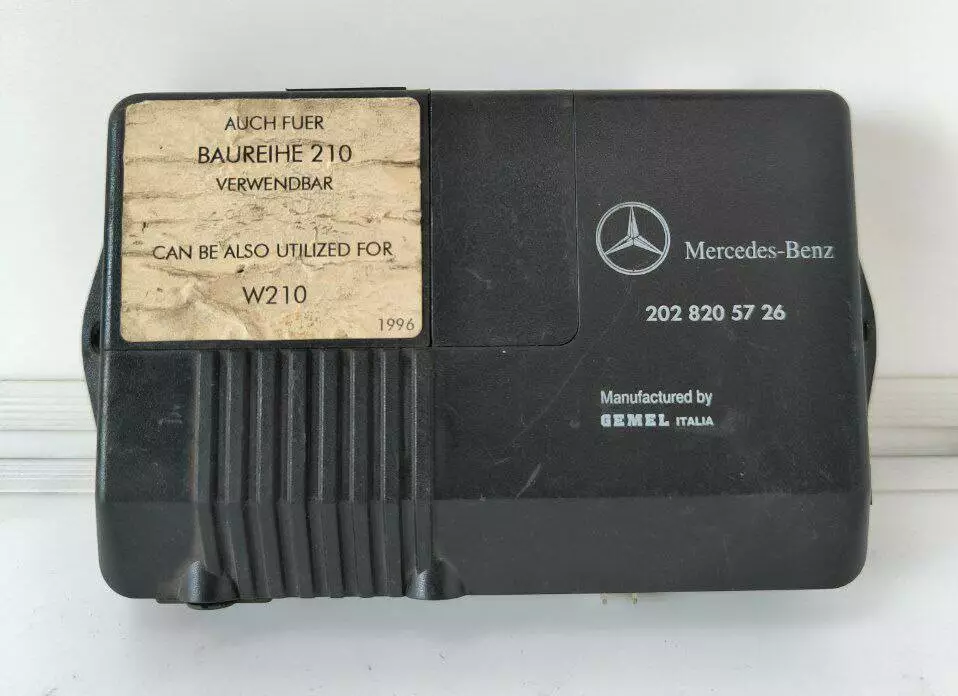 AUCH FUER
BAUREIHE 210
VERWENDBAR
CAN BE ALSO UTILIZED FOR
W210
1996
Mercedes-Benz
202 820 57 26
Manufactured by
GEMEL ITALIA